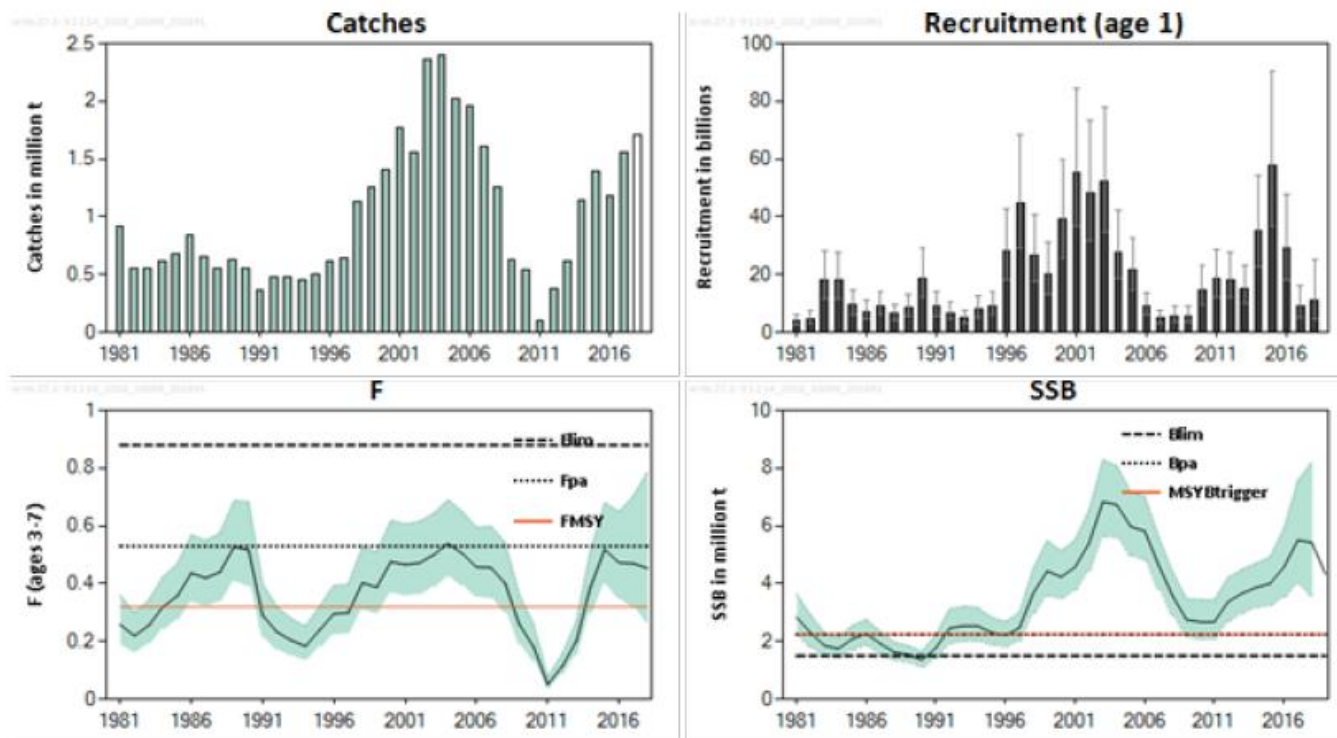 Catches
2.5
2
1.5
1
0.5
0
Catches in million t
1981 1986 1991 1996 2001 2006 2011 2016
Recruitment (age 1)
100
80
60
40
20
0
Recruitment in billions
1981 1986 1991 1996 2001 2006 2011 2016
F
1
0.8
0.6
0.4
0.2
0
F (ages 3-7)
Fpa
FMSY
1981 1986 1991 1996 2001 2006 2011 2016
SSB
10
8
6
4
2
0
SSB in million t
Blim
Bpa
MSYBtrigger
1981 1986 1991 1996 2001 2006 2011 2016